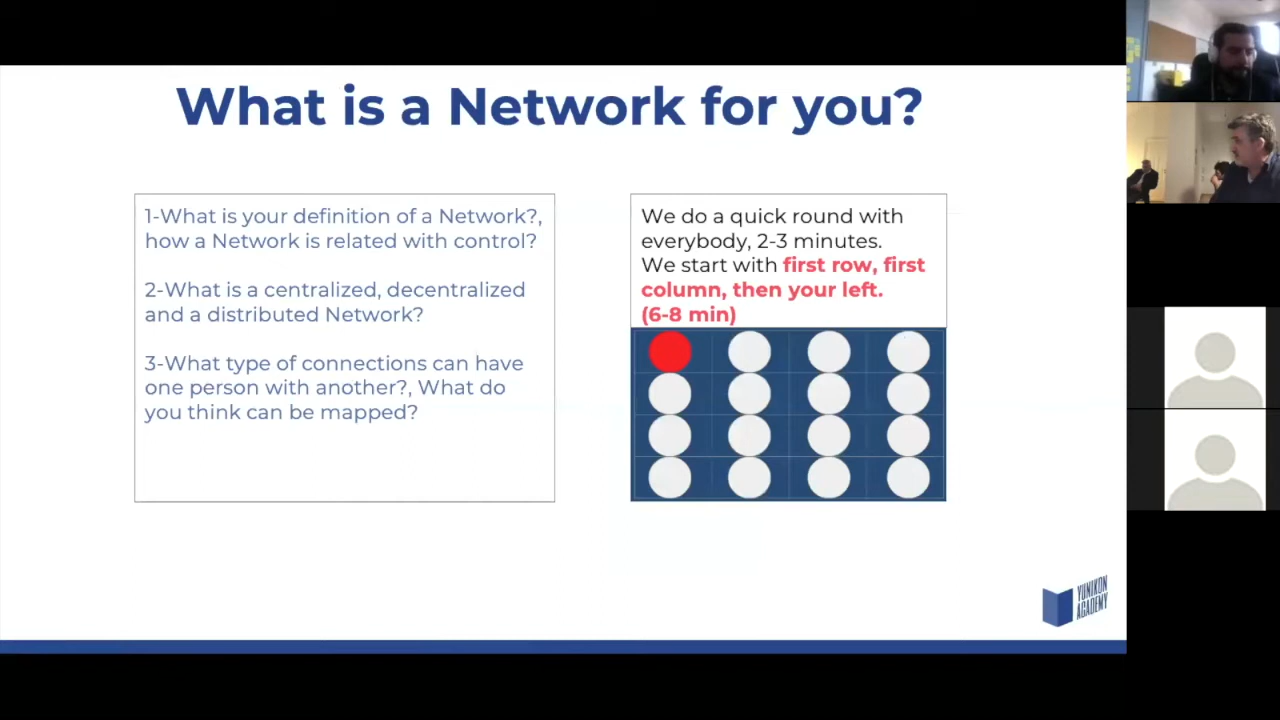 What is a Network for you?
1-What is your definition of a Network?,
how a Network is related with control?
2-What is a centralized, decentralized
and a distributed Network?
3-What type of connections can have
one person with another?, What do
you think can be mapped?
We do a quick round with
everybody, 2-3 minutes.
We start with first row, first
column, then your left.
(6-8 min)
YUNIKON
ACADEMY